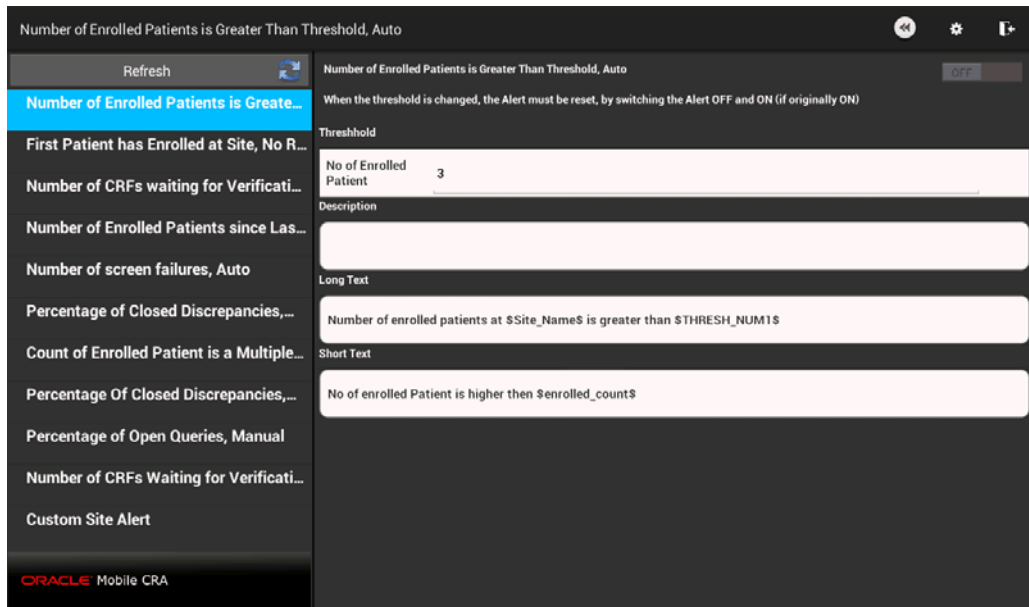 Number of Enrolled Patients is Greater Than Threshold, Auto
Refresh
Number of Enrolled Patients is Greate...
First Patient has Enrolled at Site, No R...
Number of CRFs waiting for Verificati...
Number of Enrolled Patients since Las...
Number of screen failures, Auto
Percentage of Closed Discrepancies,...
Count of Enrolled Patient is a Multiple...
Percentage Of Closed Discrepancies,...
Percentage of Open Queries, Manual
Number of CRFs Waiting for Verificati...
Custom Site Alert
ORACLE Mobile CRA
Number of Enrolled Patients is Greater Than Threshold, Auto
OFF
When the threshold is changed, the Alert must be reset, by switching the Alert OFF and ON (if originally ON)
Threshhold
No of Enrolled
Patient
3
Description
Long Text
Number of enrolled patients at $Site_Name$ is greater than $THRESH_NUM1$
Short Text
No of enrolled Patient is higher then $enrolled_count$